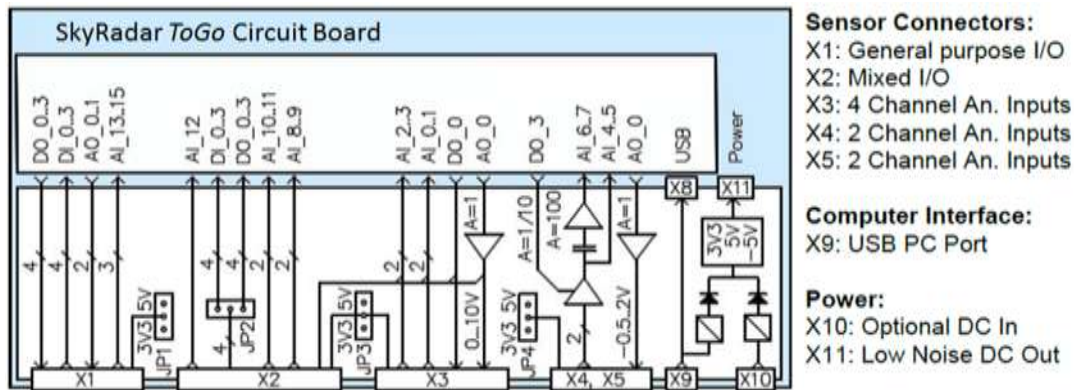 SkyRadar ToGo Circuit Board
DO_0..3
DI_0..3
AO_0..1
AI_13..15
AI_12
DI_0..3
DO_0..3
AI_10..11
AI_8..9
AI_2..3
AI_0..1
DO_0
AO_0
DO_3
AI_6..7
AI_4..5
AO_0
USB
Power
X8
X11
4
4
2
3
4
4
2
2
2
2
A=1
A=1/10
A=100
A=1
3V3
5V
-5V
3V3 5V
JP1
4
JP2
3V3 5V
JP3
0...10V
3V3 5V
JP4
2
-0.5..2V
X1
X2
X3
X4, X5
X9
X10
Sensor Connectors:
X1: General purpose I/O
X2: Mixed I/O
X3: 4 Channel An. Inputs
X4: 2 Channel An. Inputs
X5: 2 Channel An. Inputs
Computer Interface:
X9: USB PC Port
Power:
X10: Optional DC In
X11: Low Noise DC Out